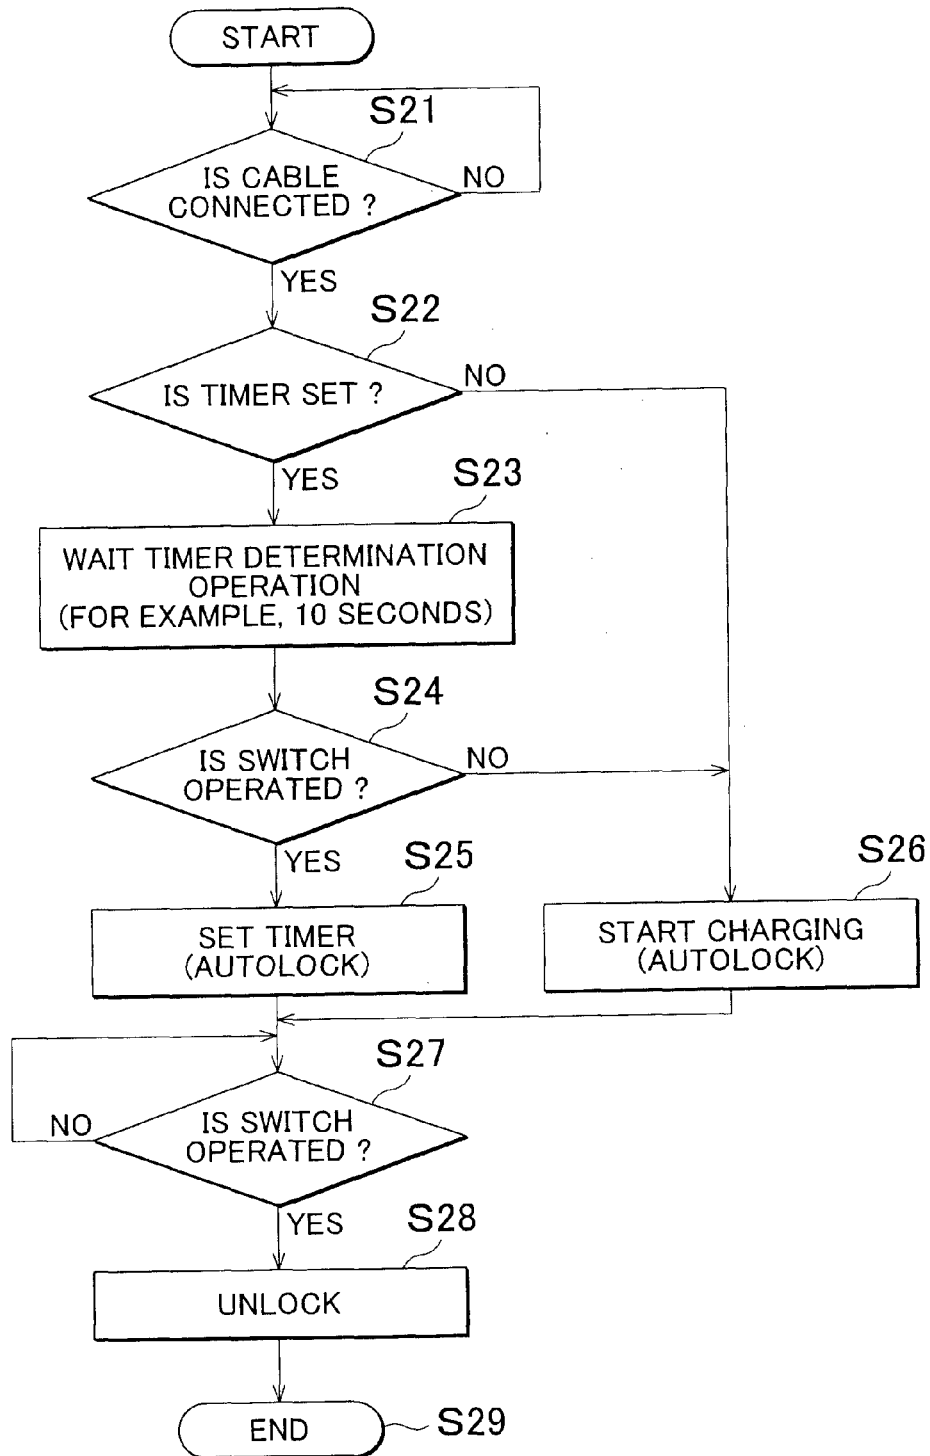 START
S21
IS CABLE
CONNECTED ?
NO
YES
S22
IS TIMER SET ?
NO
YES
S23
WAIT TIMER DETERMINATION
OPERATION
(FOR EXAMPLE, 10 SECONDS)
S24
IS SWITCH
OPERATED ?
NO
YES
S25
SET TIMER
(AUTOLOCK)
S26
START CHARGING
(AUTOLOCK)
S27
IS SWITCH
OPERATED ?
NO
YES
S28
UNLOCK
END
S29